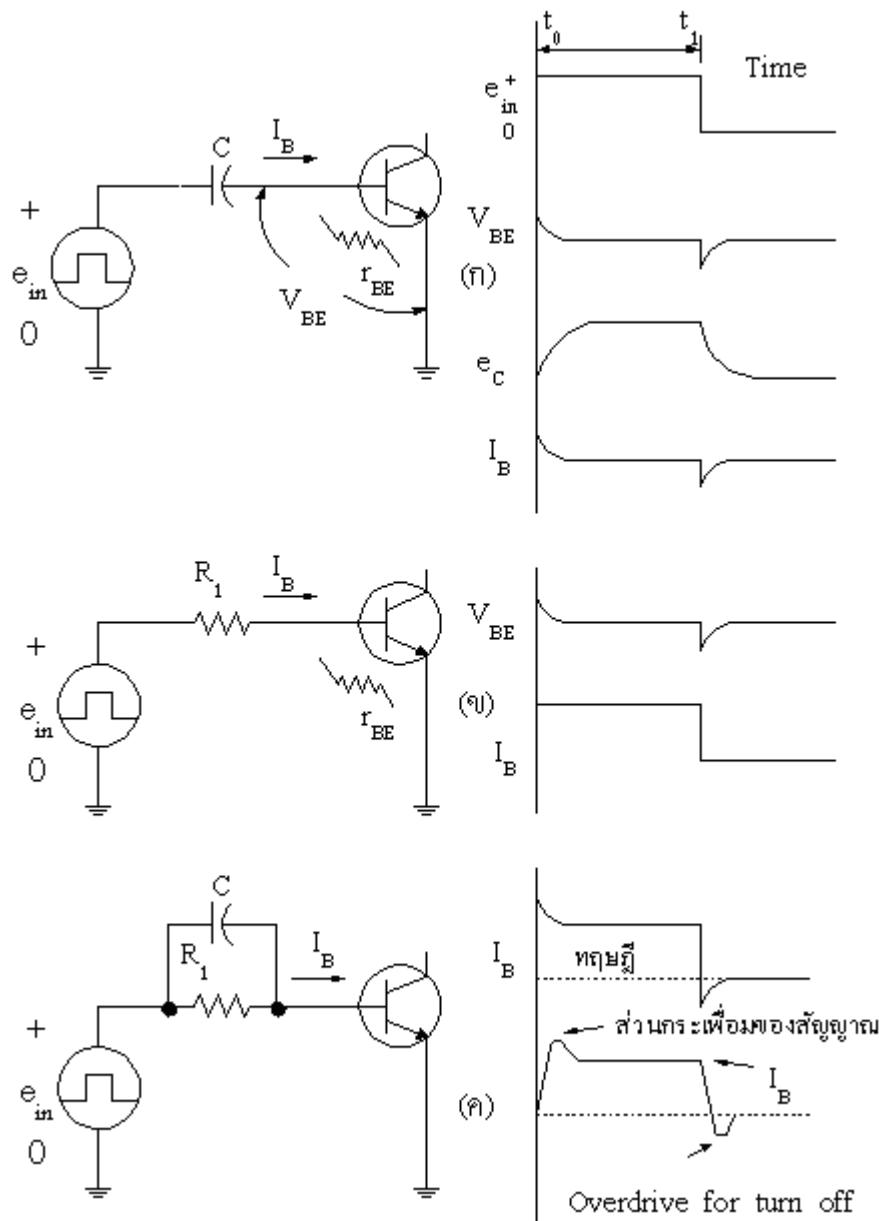 t0 t1
Time
ein +
0
C
IB
+
ein
0
rBE
VBE
(ก)
VBE
eC
IB
R1
IB
+
ein
0
rBE
(ข)
VBE
IB
C
R1
IB
+
ein
0
(ค)
IB
ทฤษฎี
ส่วนกระเพื่อมของสัญญาณ
IB
Overdrive for turn off